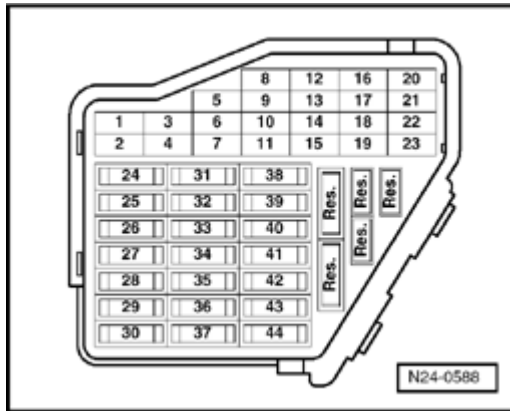 8 12 16 20
5 9 13 17 21
1 3 6 10 14 18 22
2 4 7 11 15 19 23
24 31 38
25 32 39
26 33 40
27 34 41
28 35 42
29 36 43
30 37 44
Res. Res. Res.
Res. Res.
N24-0588